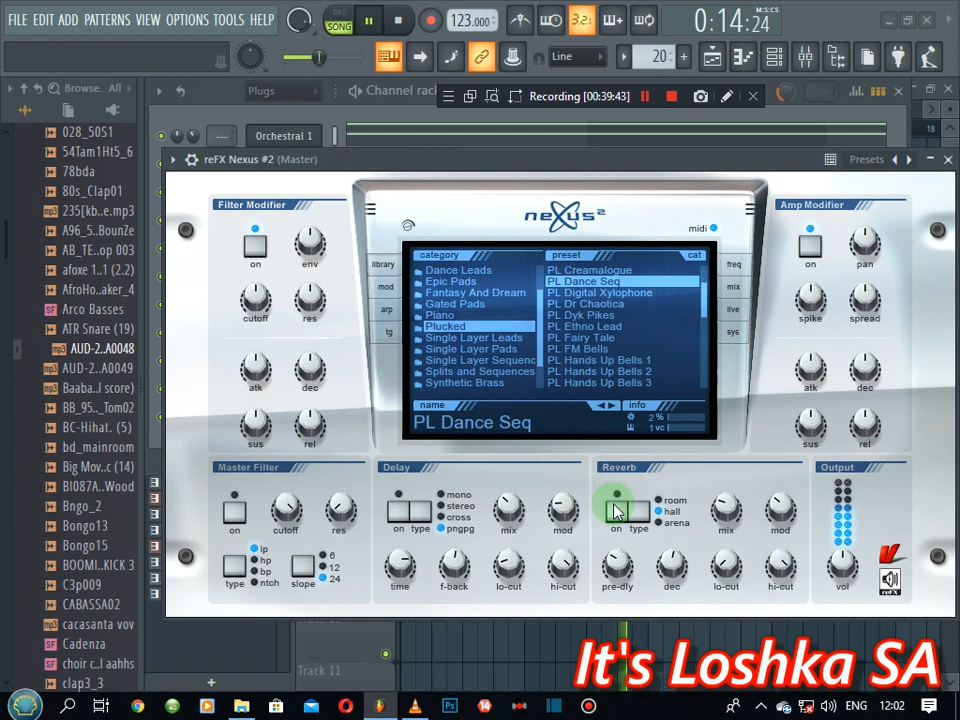 FILE EDIT ADD PATTERNS VIEW OPTIONS TOOLS HELP
PAT
SONG
123.000
3.2
0:14:24
M:S:CS
Line
20
Browse.. All
Plugins
Channel rack
Recording [00:39:43]
18
Orchestral 1
028_50S1
54Tam1Ht5_6
78bda
80s_Clap01
235[kb..e.mp3
A96_5..BounZe
AB_TE..op 003
afoxe 1..1 (2)
AfroHo..aker_4
Arco Basses
ATR Snare (19)
AUD-2..A0048
AUD-2..A0049
Baaba..l score)
BB_95.._Tom02
BC-Hihat. (5)
bd_mainroom
Big Mov..c (14)
BI087A..Wood
Bngo_2
Bongo13
Bongo15
BOOMI..KICK 3
C3p009
CABASSA02
cacasanta vov
Cadenza
choir c..l aahhs
clap3_3
reFX Nexus #2 (Master)
Presets
Filter Modifier
on
env
cutoff
res
atk
dec
sus
rel
nexus²
midi
library
mod
arp
tg
freq
mix
live
sys
category
preset
cat
Dance Leads
Epic Pads
Fantasy And Dream
Gated Pads
Piano
Plucked
Single Layer Leads
Single Layer Pads
Single Layer Sequenc
Splits and Sequences
Synthetic Brass
PL Creamalogue
PL Dance Seq
PL Digital Xylophone
PL Dr Chaotica
PL Dyk Pikes
PL Ethno Lead
PL Fairy Tale
PL FM Bells
PL Hands Up Bells 1
PL Hands Up Bells 2
PL Hands Up Bells 3
name
info
PL Dance Seq
2 %
1 vc
Amp Modifier
on
pan
spike
spread
atk
dec
sus
rel
Master Filter
on
cutoff
res
type
lp
hp
bp
ntch
slope
6
12
24
Delay
on
type
mono
stereo
cross
pngpg
mix
mod
time
f-back
lo-cut
hi-cut
Reverb
on
type
room
hall
arena
mix
mod
pre-dly
dec
lo-cut
hi-cut
Output
vol
reFX
Track 11
It's Loshka SA
ENG
12:02